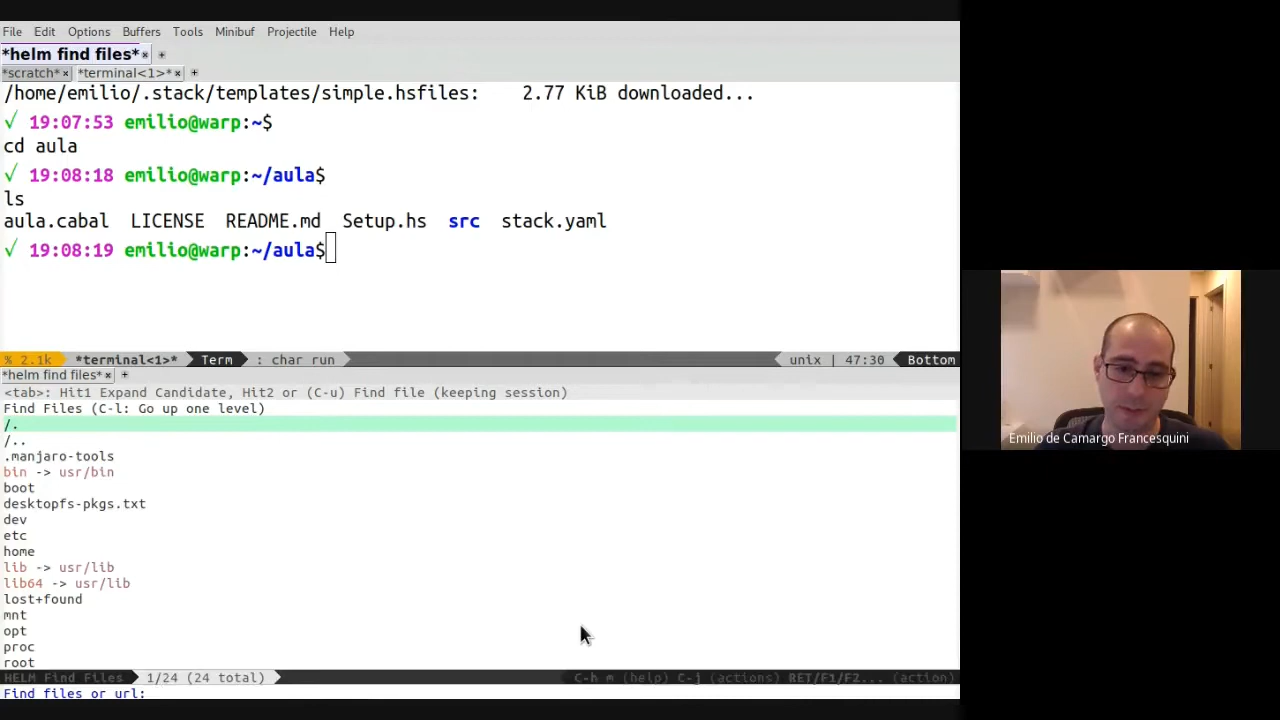 File Edit Options Buffers Tools Minibuf Projectile Help
*helm find files* × +
*scratch* × *terminal<1>* × +
/home/emilio/.stack/templates/simple.hsfiles:    2.77 KiB downloaded...
√ 19:07:53 emilio@warp:~$
cd aula
√ 19:08:18 emilio@warp:~/aula$
ls
aula.cabal  LICENSE  README.md  Setup.hs  src  stack.yaml
√ 19:08:19 emilio@warp:~/aula$
% 2.1k *terminal<1>* Term : char run unix | 47:30 Bottom
*helm find files* × +
<tab>: Hit1 Expand Candidate, Hit2 or (C-u) Find file (keeping session)
Find Files (C-l: Go up one level)
/.
/..
.manjaro-tools
bin -> usr/bin
boot
desktopfs-pkgs.txt
dev
etc
home
lib -> usr/lib
lib64 -> usr/lib
lost+found
mnt
opt
proc
root
HELM Find Files 1/24 (24 total) C-h m (help) C-j (actions) RET/F1/F2... (action)
Find files or url:
Emilio de Camargo Francesquini